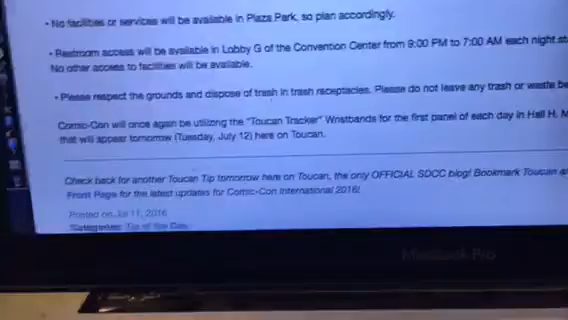 • No facilities or services will be available in Plaza Park, so plan accordingly.
• Restroom access will be available in Lobby G of the Convention Center from 9:00 PM to 7:00 AM each night
No other access to facilities will be available.
• Please respect the grounds and dispose of trash in trash receptacles. Please do not leave any trash or waste
Comic-Con will once again be utilizing the "Toucan Tracker" Wristbands for the first panel of each day in Hall H.
that will appear tomorrow (Tuesday, July 12) here on Toucan.
Check back for another Toucan Tip tomorrow here on Toucan, the only OFFICIAL SDCC blog! Bookmark Toucan
Front Page for the latest updates for Comic-Con International 2016!
Posted on Jul 11, 2016
Categories: Tip of the Day
MacBook Pro